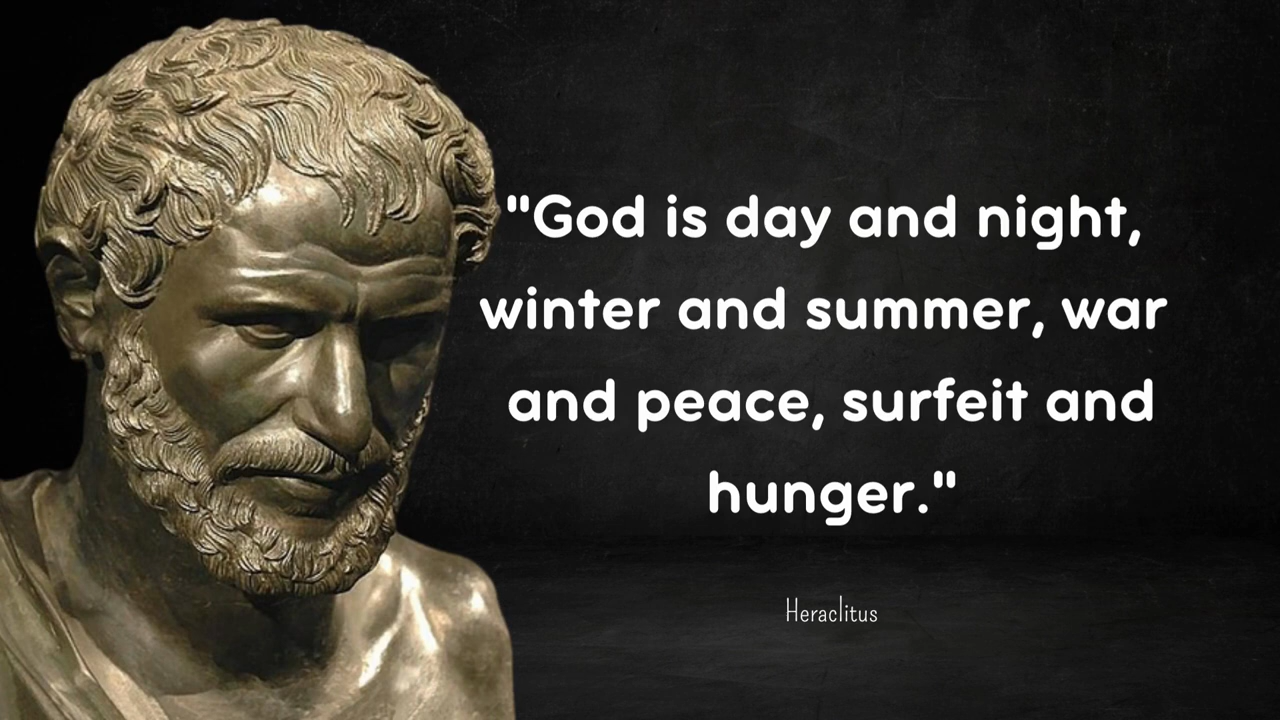 "God is day and night,
winter and summer, war
and peace, surfeit and
hunger."
Heraclitus